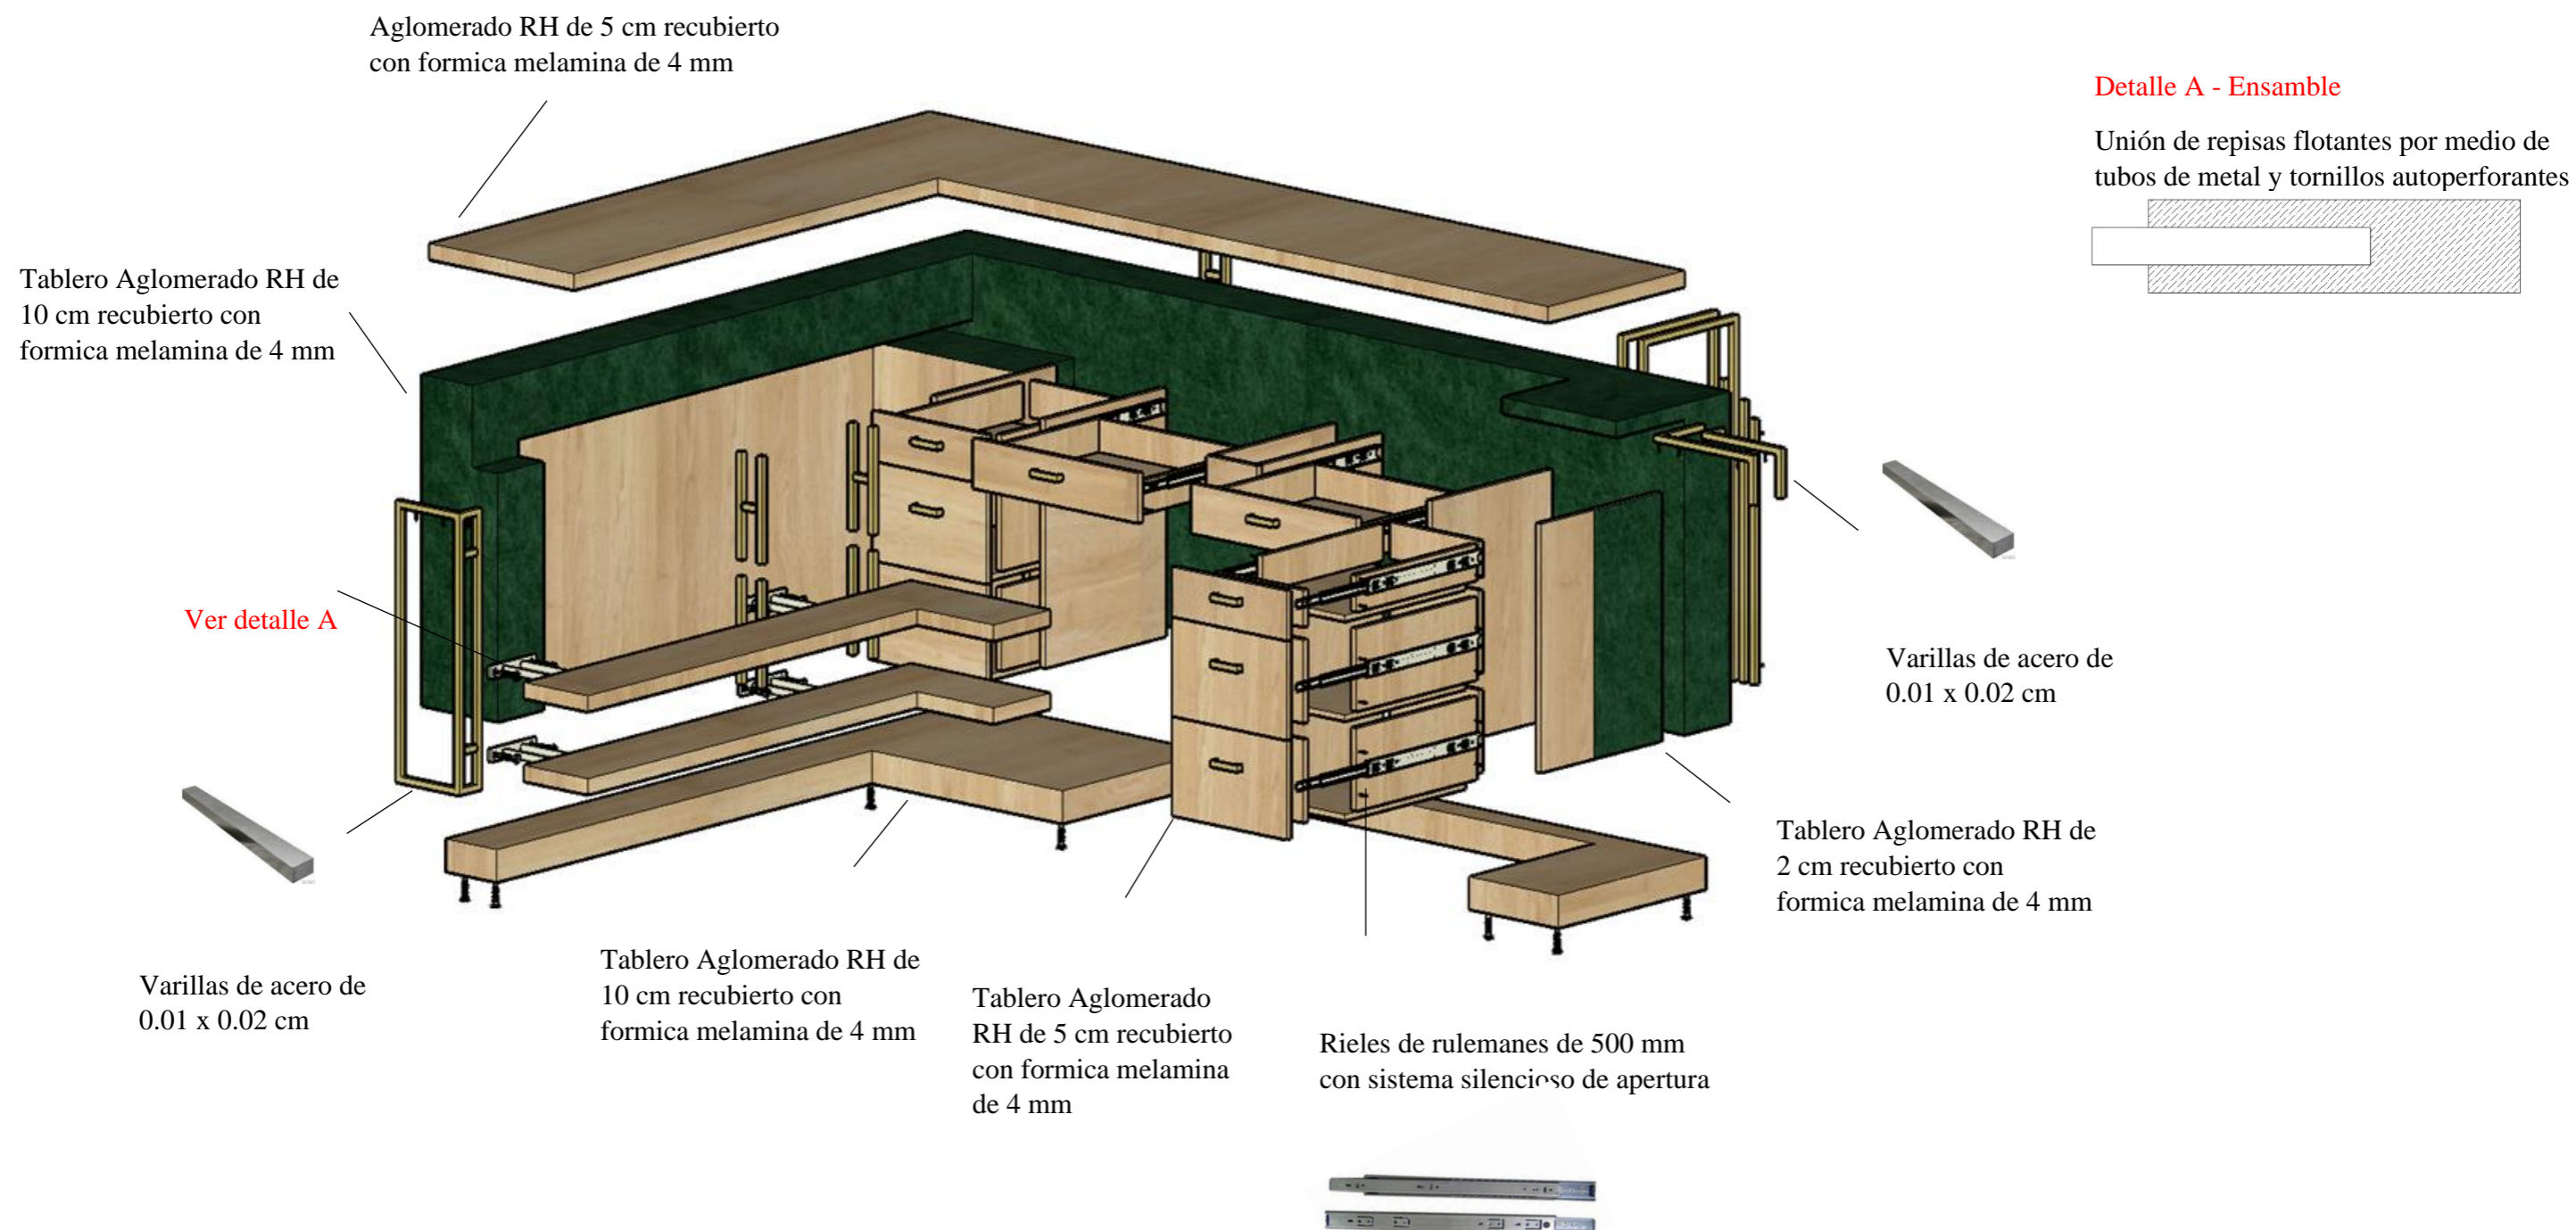 Aglomerado RH de 5 cm recubierto
con formica melamina de 4 mm
Detalle A - Ensamble
Unión de repisas flotantes por medio de
tubos de metal y tornillos autoperforantes
Tablero Aglomerado RH de
10 cm recubierto con
formica melamina de 4 mm
Ver detalle A
Varillas de acero de
0.01 x 0.02 cm
Tablero Aglomerado RH de
2 cm recubierto con
formica melamina de 4 mm
Varillas de acero de
0.01 x 0.02 cm
Tablero Aglomerado RH de
10 cm recubierto con
formica melamina de 4 mm
Tablero Aglomerado
RH de 5 cm recubierto
con formica melamina
de 4 mm
Rieles de rulemanes de 500 mm
con sistema silencioso de apertura